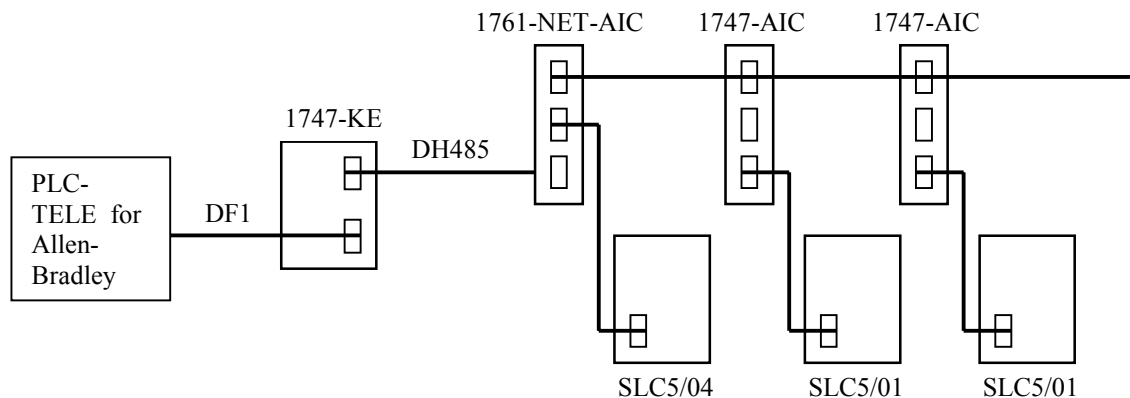 1761-NET-AIC 1747-AIC 1747-AIC
1747-KE
DH485
PLC-
TELE for
Allen-
Bradley
DF1
SLC5/04 SLC5/01 SLC5/01